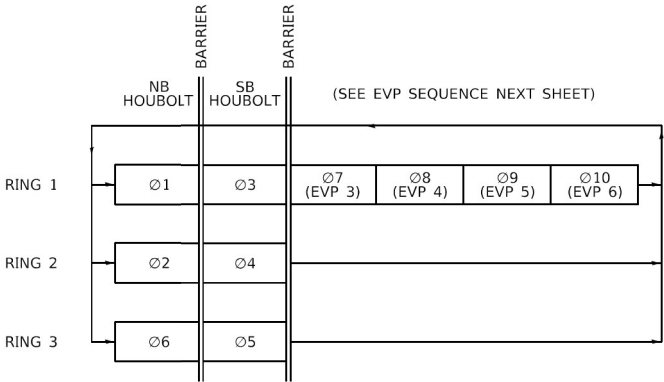 BARRIER
BARRIER
NB
HOUBOLT
SB
HOUBOLT
(SEE EVP SEQUENCE NEXT SHEET)
RING 1
∅1
∅3
∅7
(EVP 3)
∅8
(EVP 4)
∅9
(EVP 5)
∅10
(EVP 6)
RING 2
∅2
∅4
RING 3
∅6
∅5